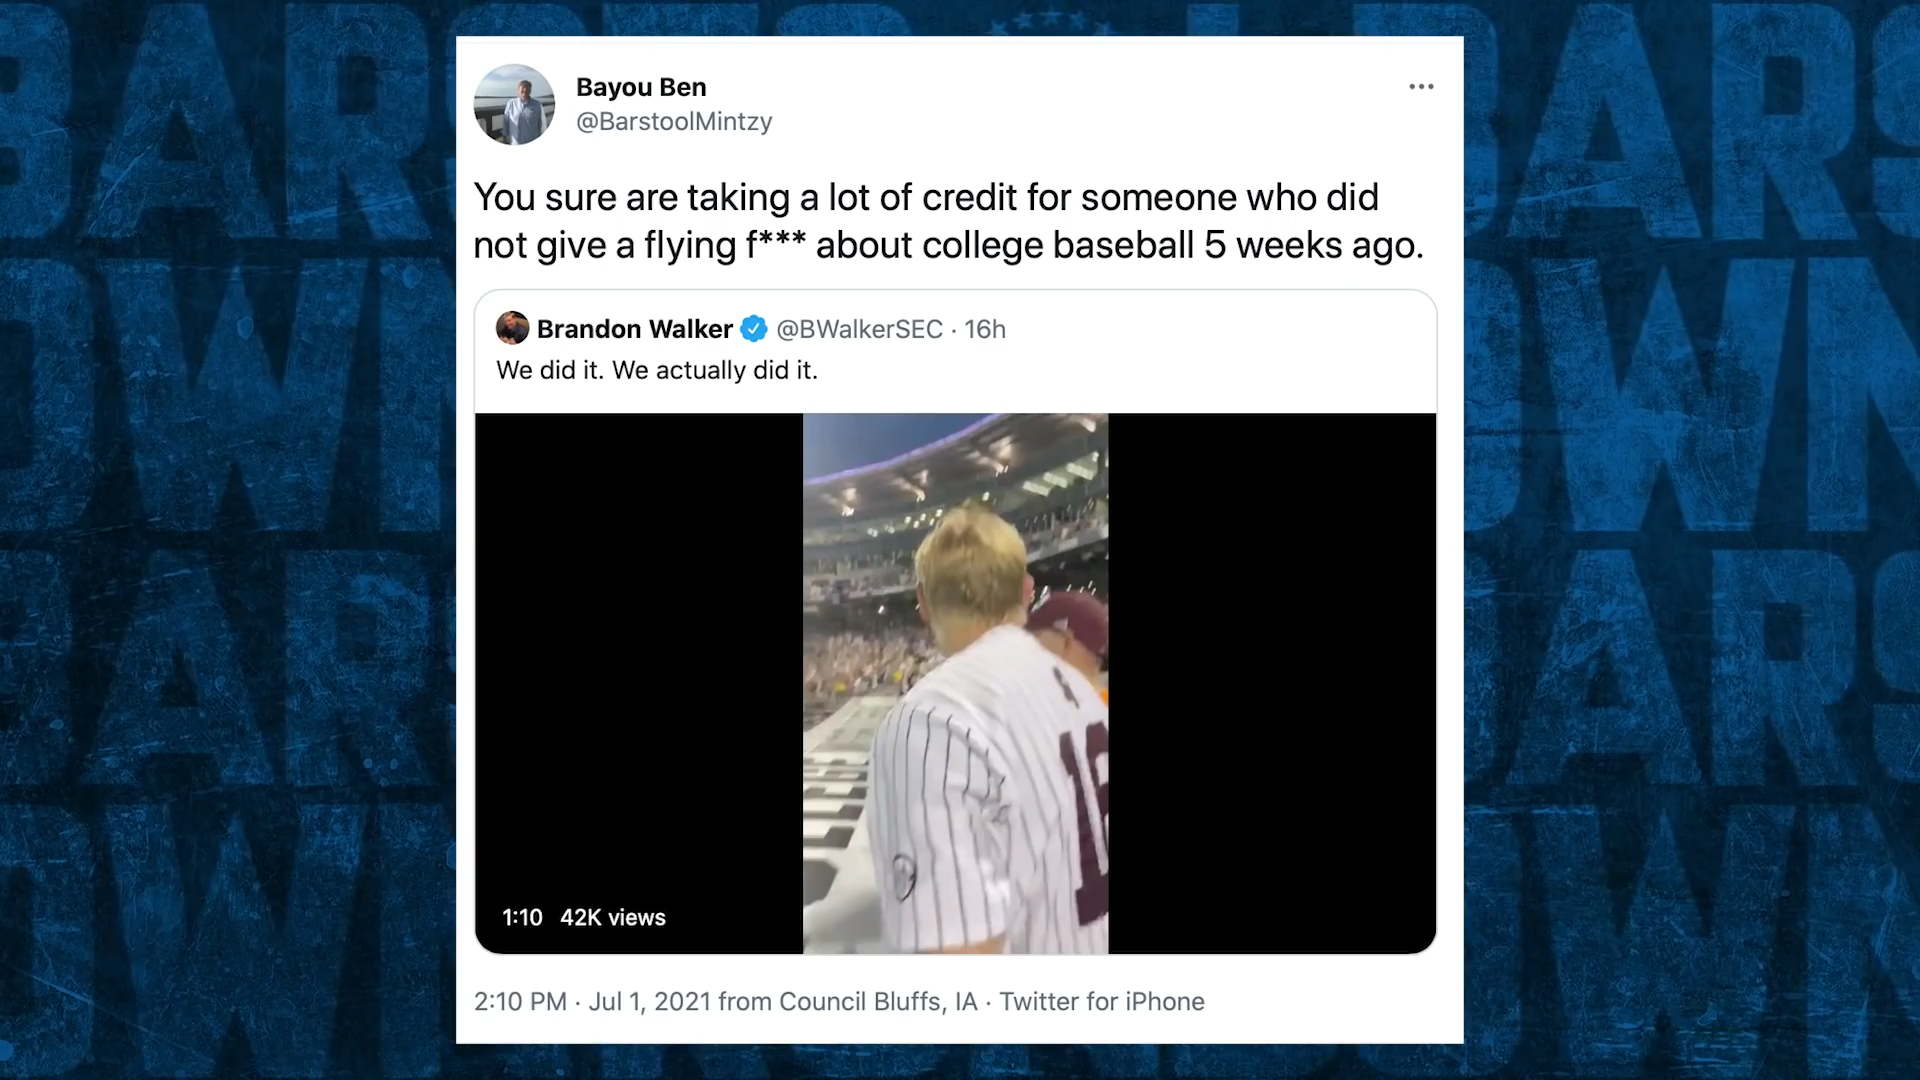 Bayou Ben
@BarstoolMintzy
You sure are taking a lot of credit for someone who did
not give a flying f*** about college baseball 5 weeks ago.
Brandon Walker @BWalkerSEC · 16h
We did it. We actually did it.
16
1:10 42K views
2:10 PM · Jul 1, 2021 from Council Bluffs, IA · Twitter for iPhone